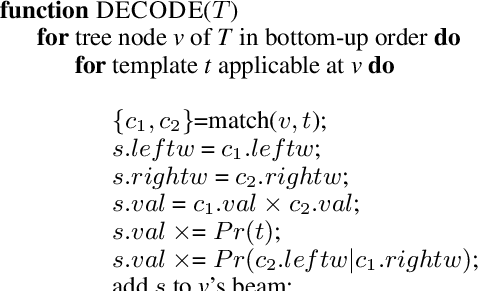 function DECODE(T)
for tree node v of T in bottom-up order do
for template t applicable at v do
{c₁, c₂}=match(v, t);
s.leftw = c₁.leftw;
s.rightw = c₂.rightw;
s.val = c₁.val × c₂.val;
s.val ×= Pr(t);
s.val ×= Pr(c₂.leftw|c₁.rightw);
add s to v's beam;